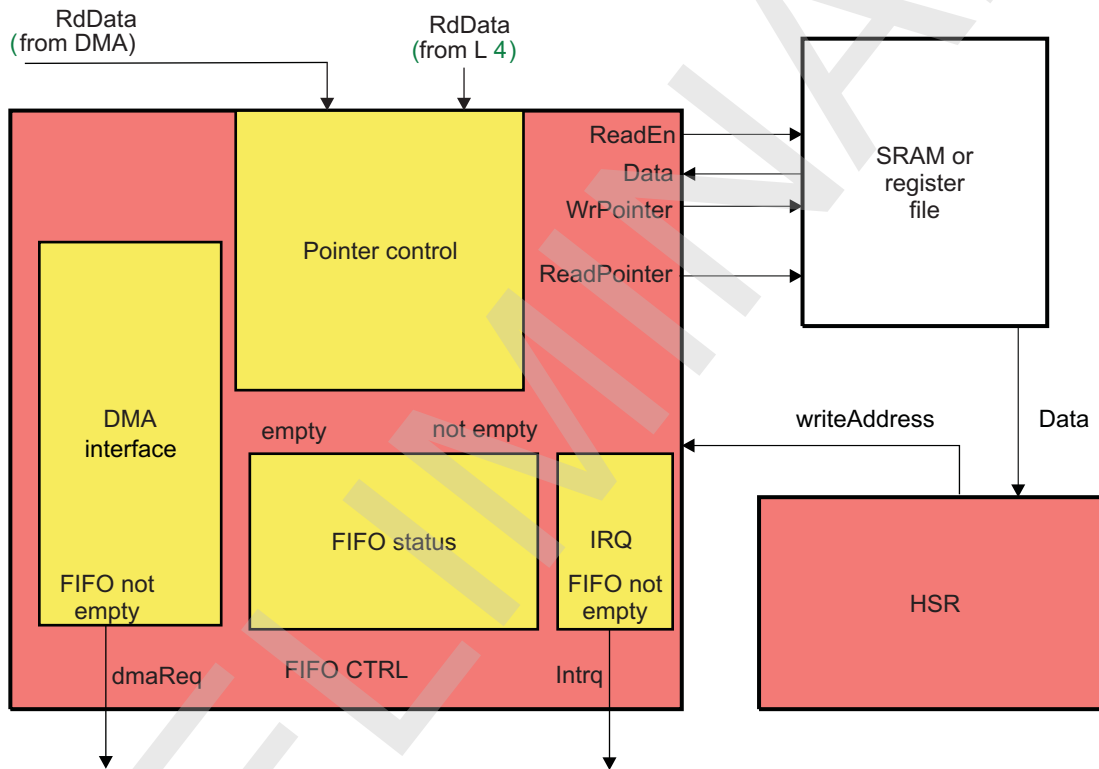 RdData
(from DMA)
RdData
(from L 4)
ReadEn
Data
WrPointer
ReadPointer
SRAM or
register
file
Pointer control
DMA
interface
FIFO not
empty
empty
not empty
FIFO status
IRQ
FIFO not
empty
writeAddress
Data
HSR
dmaReq
FIFO CTRL
Intrq
ELIMINA